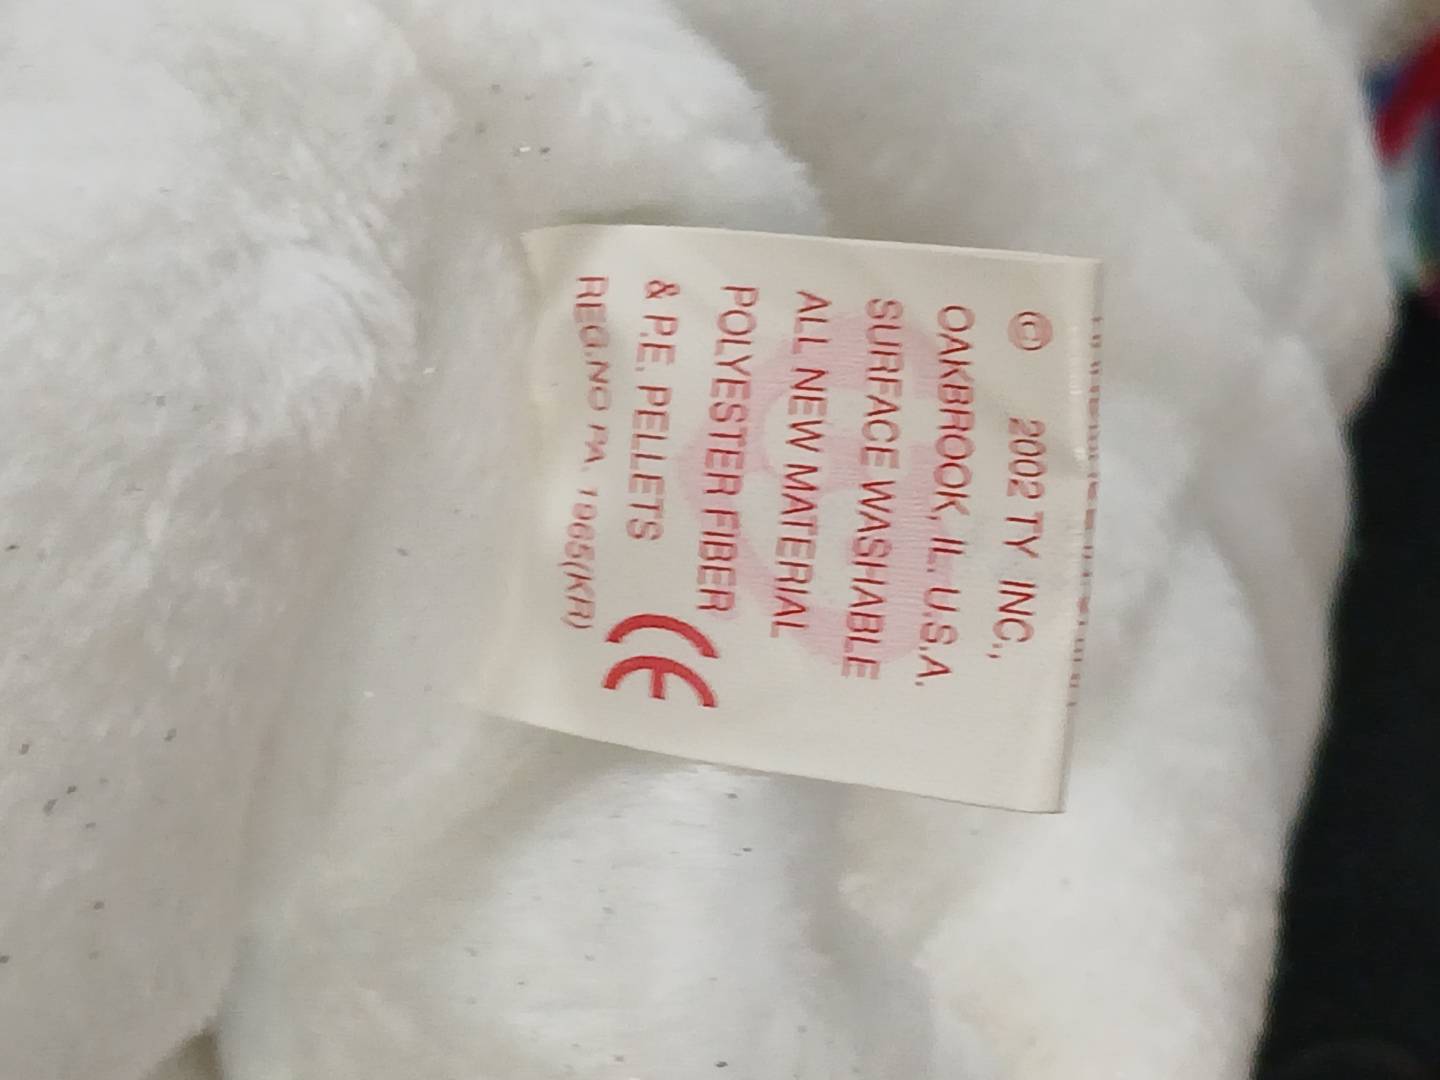 © 2002 TY INC.,
OAKBROOK, IL. U.S.A.
SURFACE WASHABLE
ALL NEW MATERIAL
POLYESTER FIBER
& P.E. PELLETS
REG.NO PA. 1965(KR)
CE